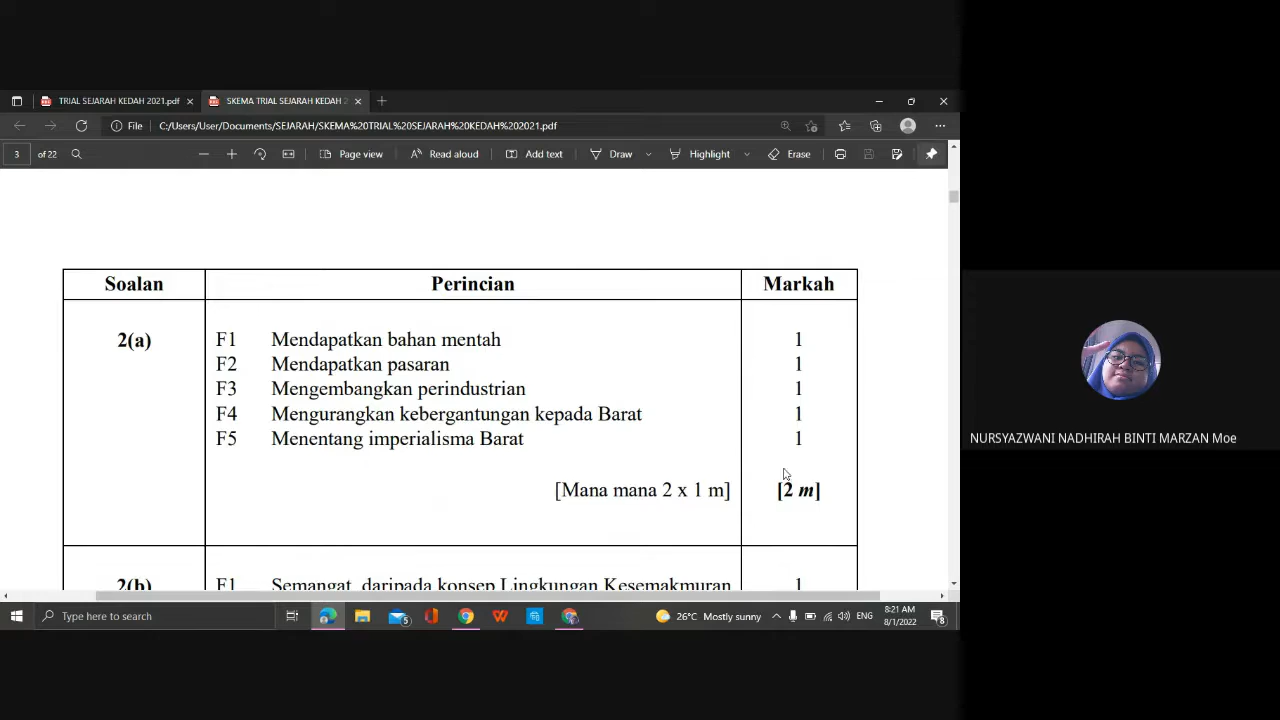 TRIAL SEJARAH KEDAH 2021.pdf
SKEMA TRIAL SEJARAH KEDAH 2
File
C:/Users/User/Documents/SEJARAH/SKEMA%20TRIAL%20SEJARAH%20KEDAH%202021.pdf
3 of 22
Page view
Read aloud
Add text
Draw
Highlight
Erase
Soalan Perincian Markah
2(a) F1 Mendapatkan bahan mentah 1
F2 Mendapatkan pasaran 1
F3 Mengembangkan perindustrian 1
F4 Mengurangkan kebergantungan kepada Barat 1
F5 Menentang imperialisma Barat 1
[Mana mana 2 x 1 m] [2 m]
2(b) F1 Semangat daripada konsep Lingkungan Kesemakmuran 1
NURSYAZWANI NADHIRAH BINTI MARZAN Moe
Type here to search
5
26°C Mostly sunny
ENG
8:21 AM
8/1/2022
8